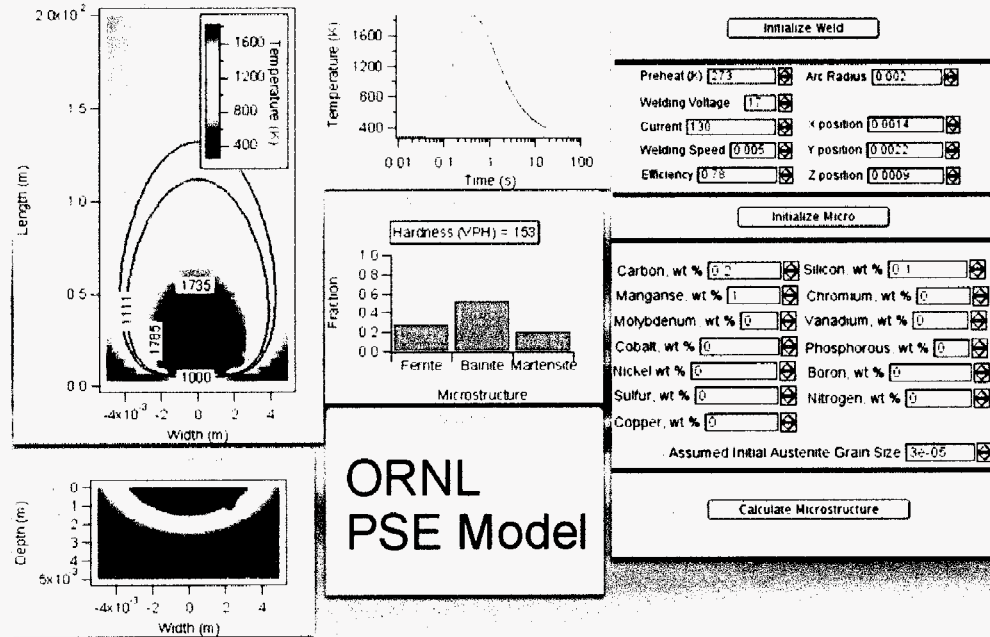 2.0x10⁻²
1.5
0.5
0.0
Length (m)
-4x10⁻³ -2 0 2 4
Width (m)
1111
1785
1735
1000
1600
1200
800
400
Temperature (K)
Temperature (K)
1600
1200
800
400
0.01 0.1 1 10 100
Time (s)
Hardness (VPH) = 153
Fraction
1.0
0.8
0.6
0.4
0.2
0.0
Ferrite Bainite Martensite
Microstructure
Depth (m)
0
1
2
3
4
5x10⁻³
-4x10⁻³ -2 0 2 4
Width (m)
ORNL
PSE Model
Initialize Weld
Preheat (K) 273 Arc Radius 0.002
Welding Voltage 17
Current 130 X position 0.0014
Welding Speed 0.005 Y position 0.0022
Efficiency 0.78 Z position 0.0009
Initialize Micro
Carbon, wt % 0.2 Silicon, wt % 0.1
Manganse, wt % 1 Chromium, wt % 0
Molybdenum, wt % 0 Vanadium, wt % 0
Cobalt, wt % 0 Phosphorous, wt % 0
Nickel wt % 0 Boron, wt % 0
Sulfur, wt % 0 Nitrogen, wt % 0
Copper, wt % 0
Assumed Initial Austenite Grain Size 3e-05
Calculate Microstructure